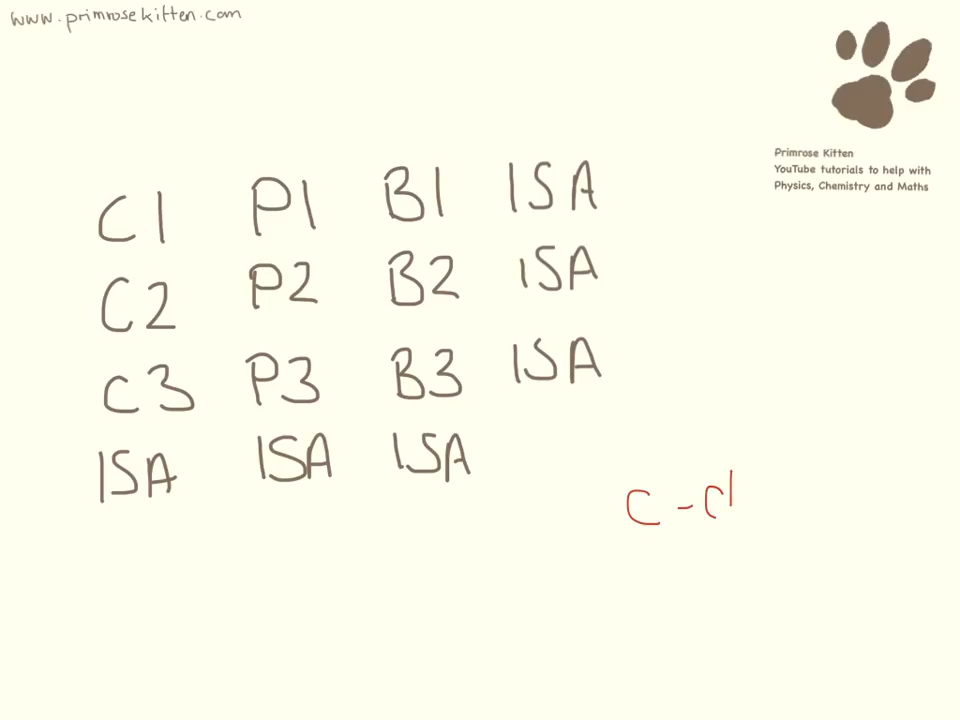 www.primrosekitten.com
Primrose Kitten
YouTube tutorials to help with
Physics, Chemistry and Maths
C1 P1 B1 ISA
C2 P2 B2 ISA
C3 P3 B3 ISA
ISA ISA ISA
C -